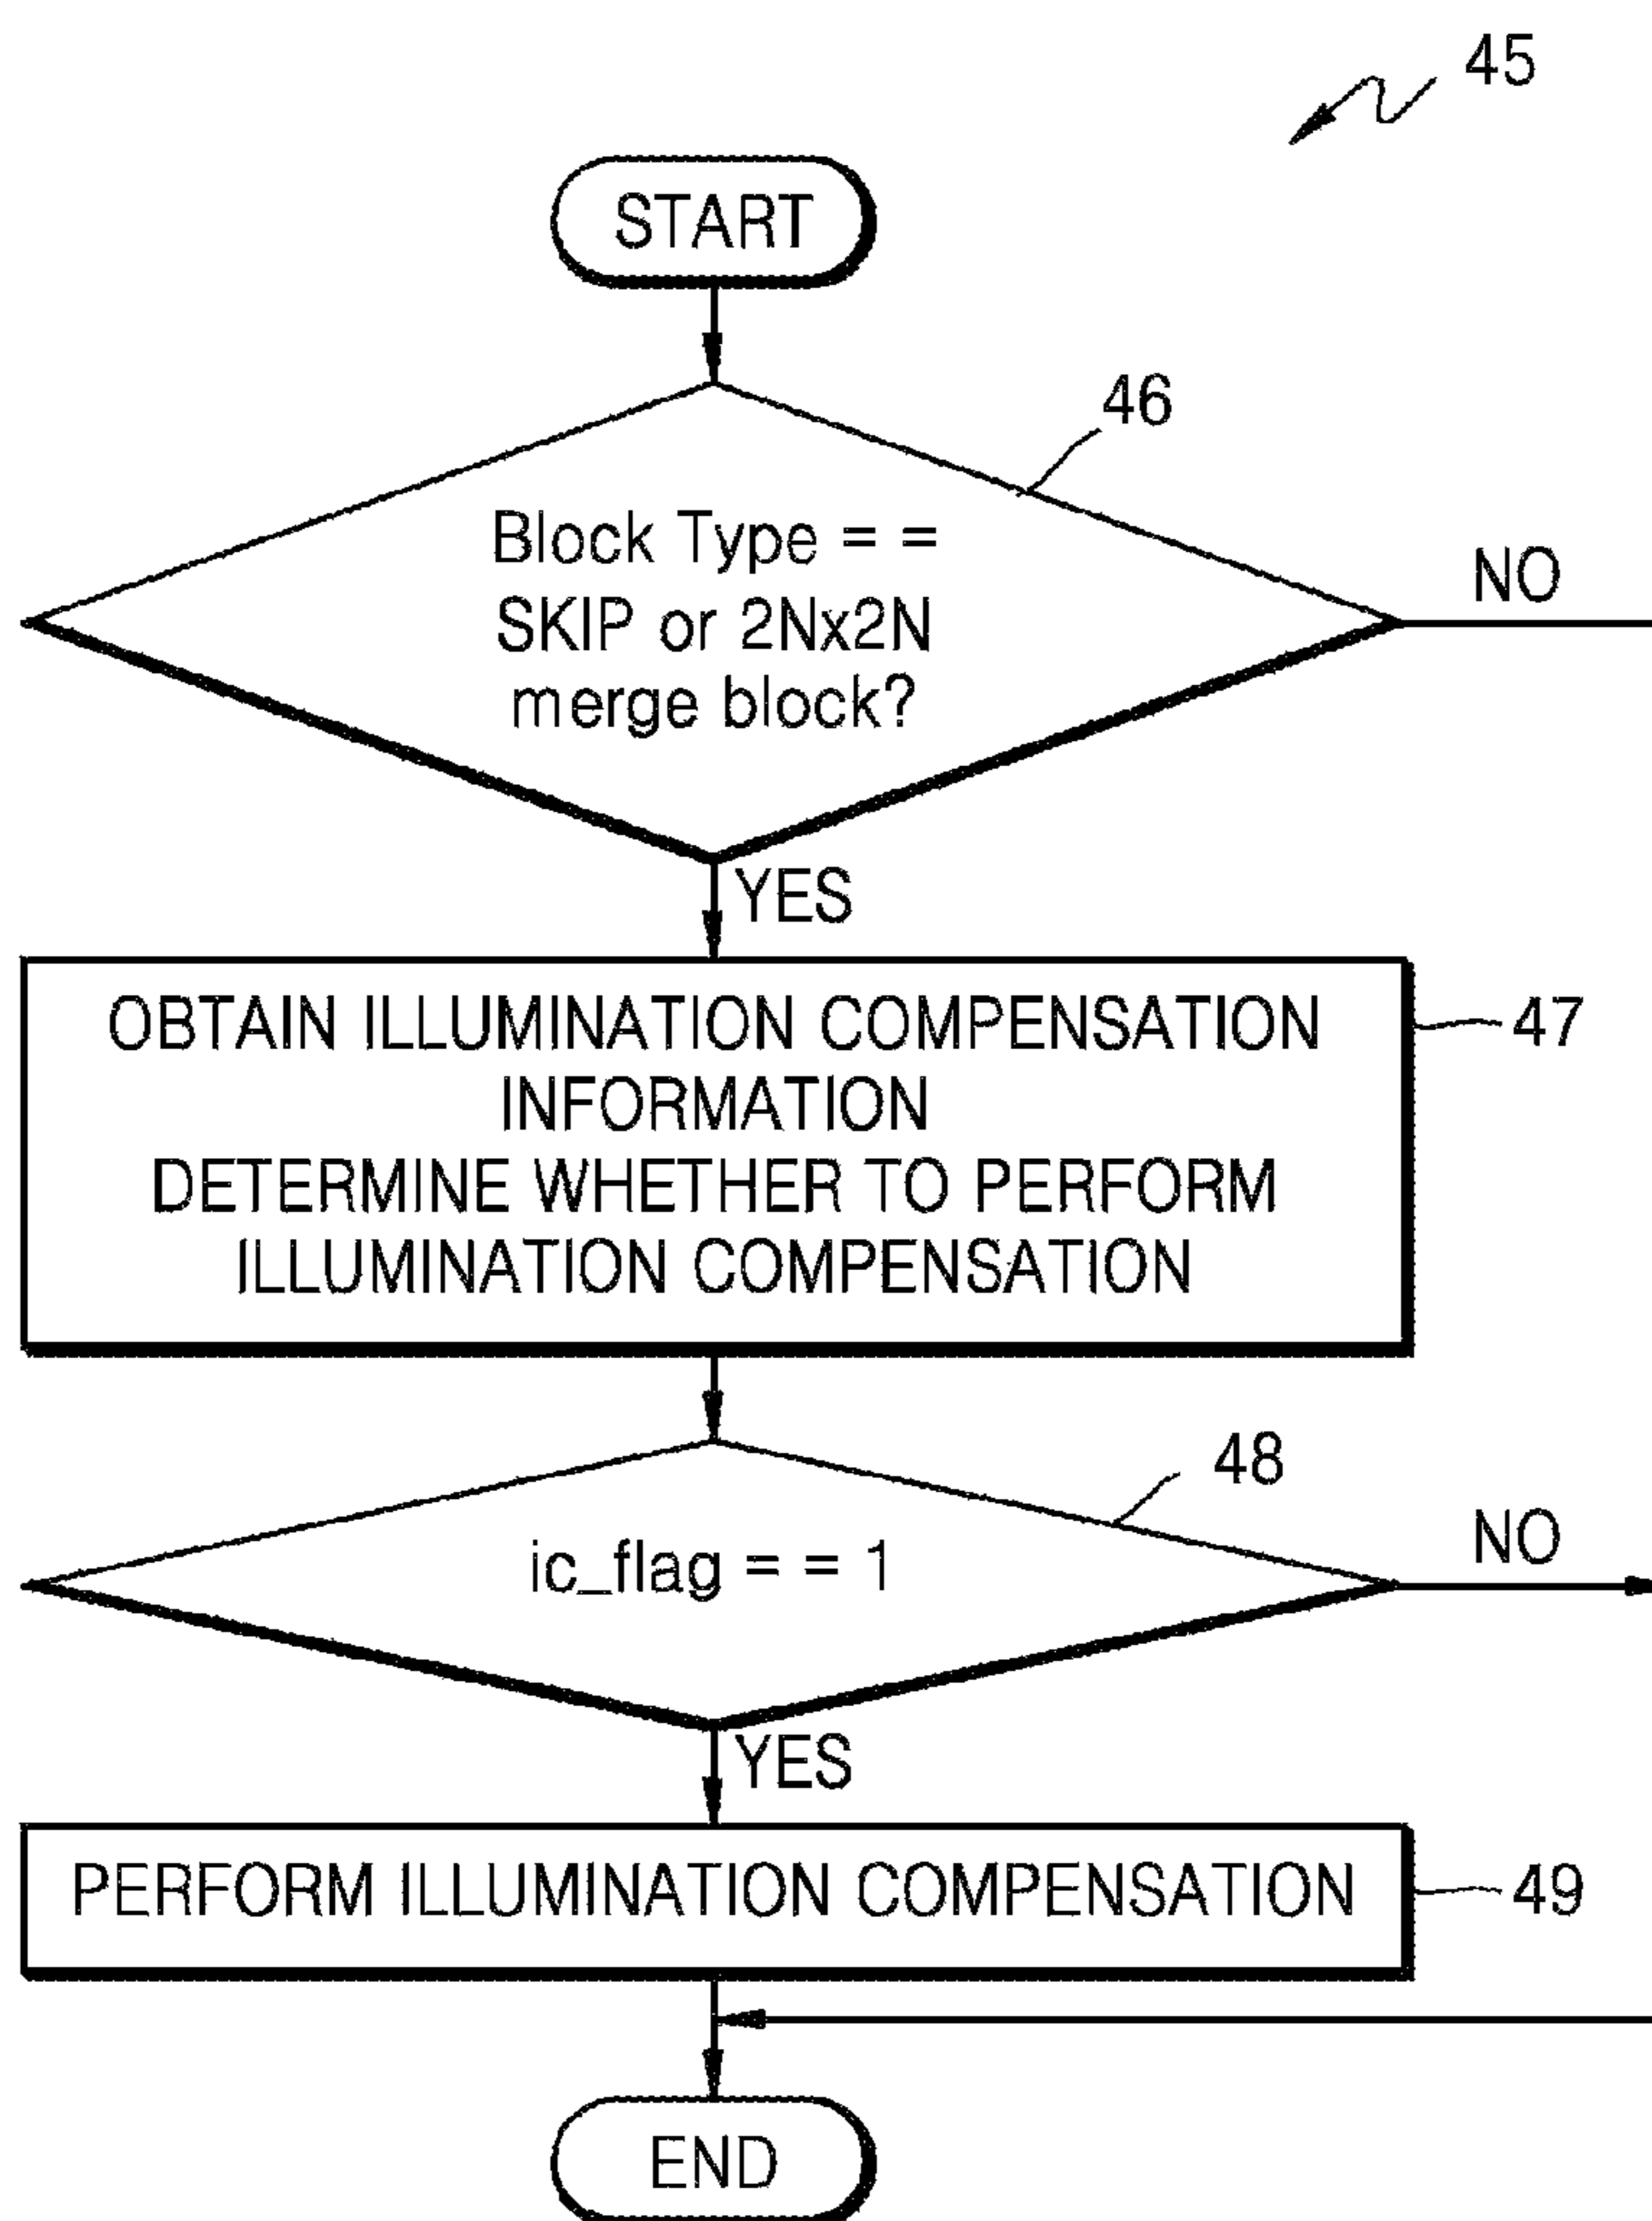 45
START
46
Block Type = =
SKIP or 2Nx2N
merge block?
NO
YES
OBTAIN ILLUMINATION COMPENSATION
INFORMATION
DETERMINE WHETHER TO PERFORM
ILLUMINATION COMPENSATION
47
48
ic_flag = = 1
NO
YES
PERFORM ILLUMINATION COMPENSATION
49
END